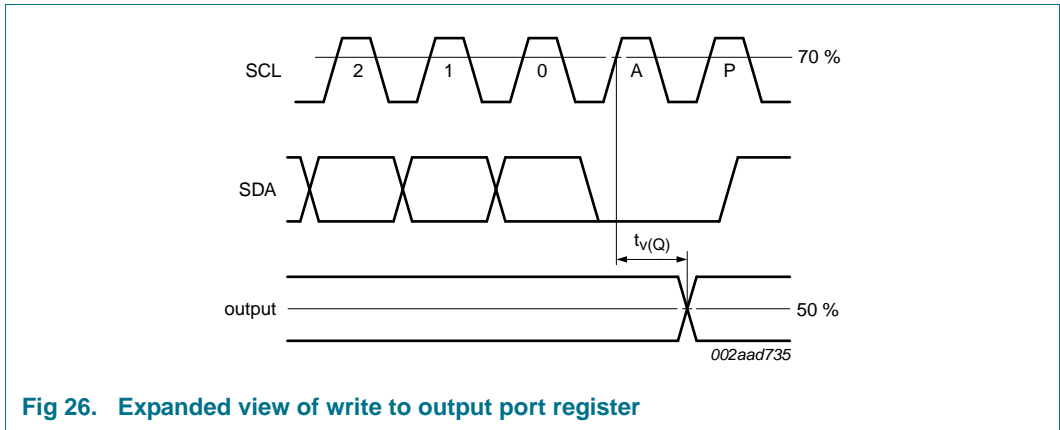 70 %
SCL 2 1 0 A P
SDA
tv(Q)
output 50 %
002aad735
Fig 26. Expanded view of write to output port register